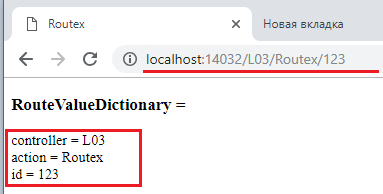 Routex
Новая вкладка
localhost:14032/L03/Routex/123
RouteValueDictionary =
controller = L03
action = Routex
id = 123